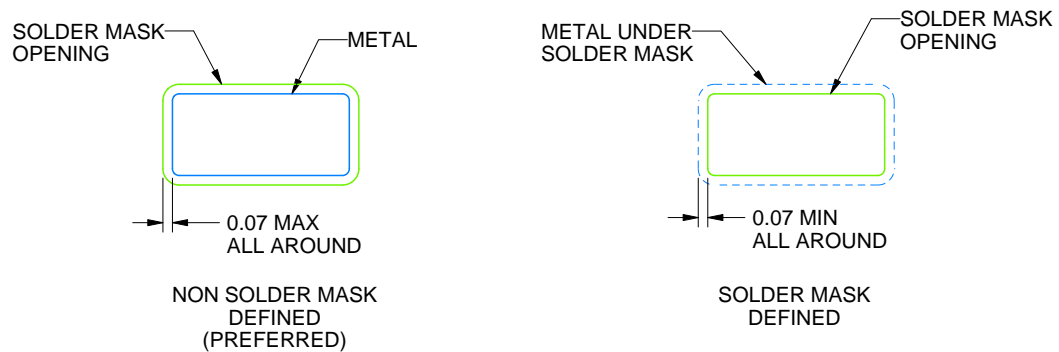 SOLDER MASK
OPENING
METAL
0.07 MAX
ALL AROUND
NON SOLDER MASK
DEFINED
(PREFERRED)
METAL UNDER
SOLDER MASK
SOLDER MASK
OPENING
0.07 MIN
ALL AROUND
SOLDER MASK
DEFINED